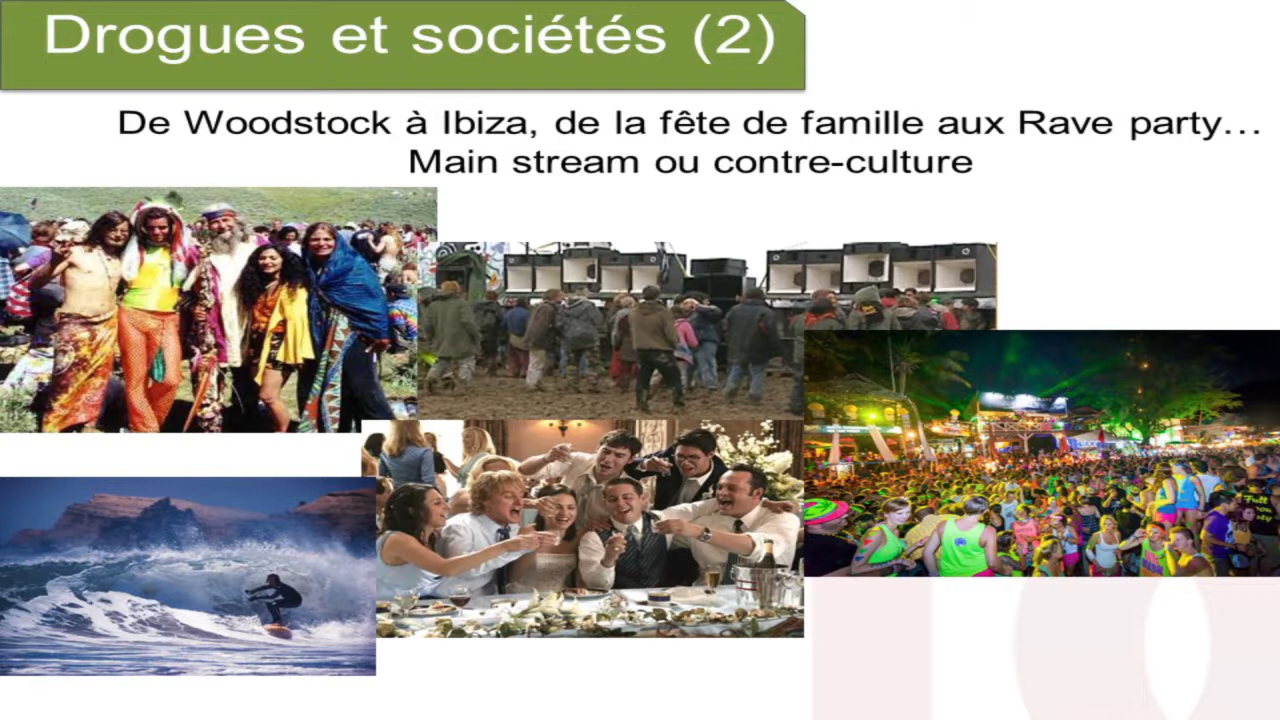 Drogues et sociétés (2)
De Woodstock à Ibiza, de la fête de famille aux Rave party…
Main stream ou contre-culture
Full